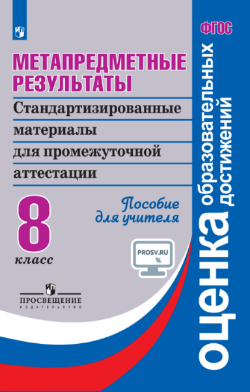 ФГОС
МЕТАПРЕДМЕТНЫЕ
РЕЗУЛЬТАТЫ
Стандартизированные
материалы
для промежуточной
аттестации
Пособие
для учителя
8
класс
PROSV.RU
ПРОСВЕЩЕНИЕ
ИЗДАТЕЛЬСТВО
оценка
образовательных
достижений